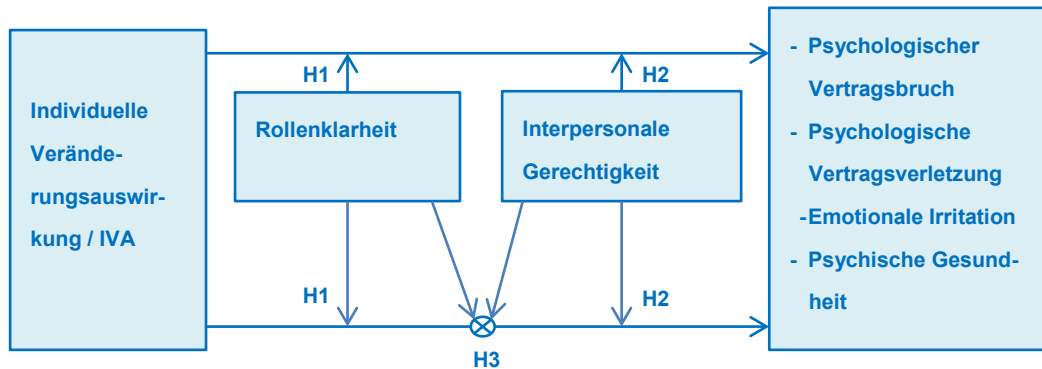 Individuelle
Verände-
rungsauswir-
kung / IVA
H1
Rollenklarheit
H1
H2
Interpersonale
Gerechtigkeit
H2
H3
- Psychologischer
Vertragsbruch
- Psychologische
Vertragsverletzung
-Emotionale Irritation
- Psychische Gesund-
heit